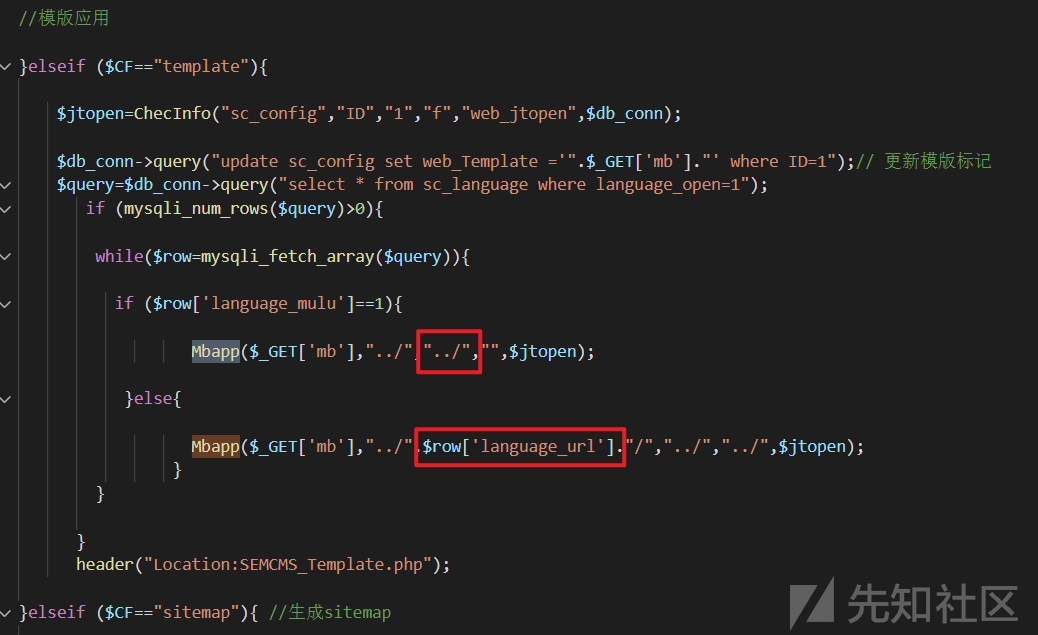 //模版应用
}elseif ($CF=="template"){
$jtopen=ChecInfo("sc_config","ID","1","f","web_jtopen",$db_conn);
$db_conn->query("update sc_config set web_Template ='".$_GET['mb']."' where ID=1");// 更新模版标记
$query=$db_conn->query("select * from sc_language where language_open=1");
if (mysqli_num_rows($query)>0){
while($row=mysqli_fetch_array($query)){
if ($row['language_mulu']==1){
Mbapp($_GET['mb'],"../","../","",$jtopen);
}else{
Mbapp($_GET['mb'],"../".$row['language_url']."/","../","../",$jtopen);
}
}
}
header("Location:SEMCMS_Template.php");
}elseif ($CF=="sitemap"){ //生成sitemap
先知社区